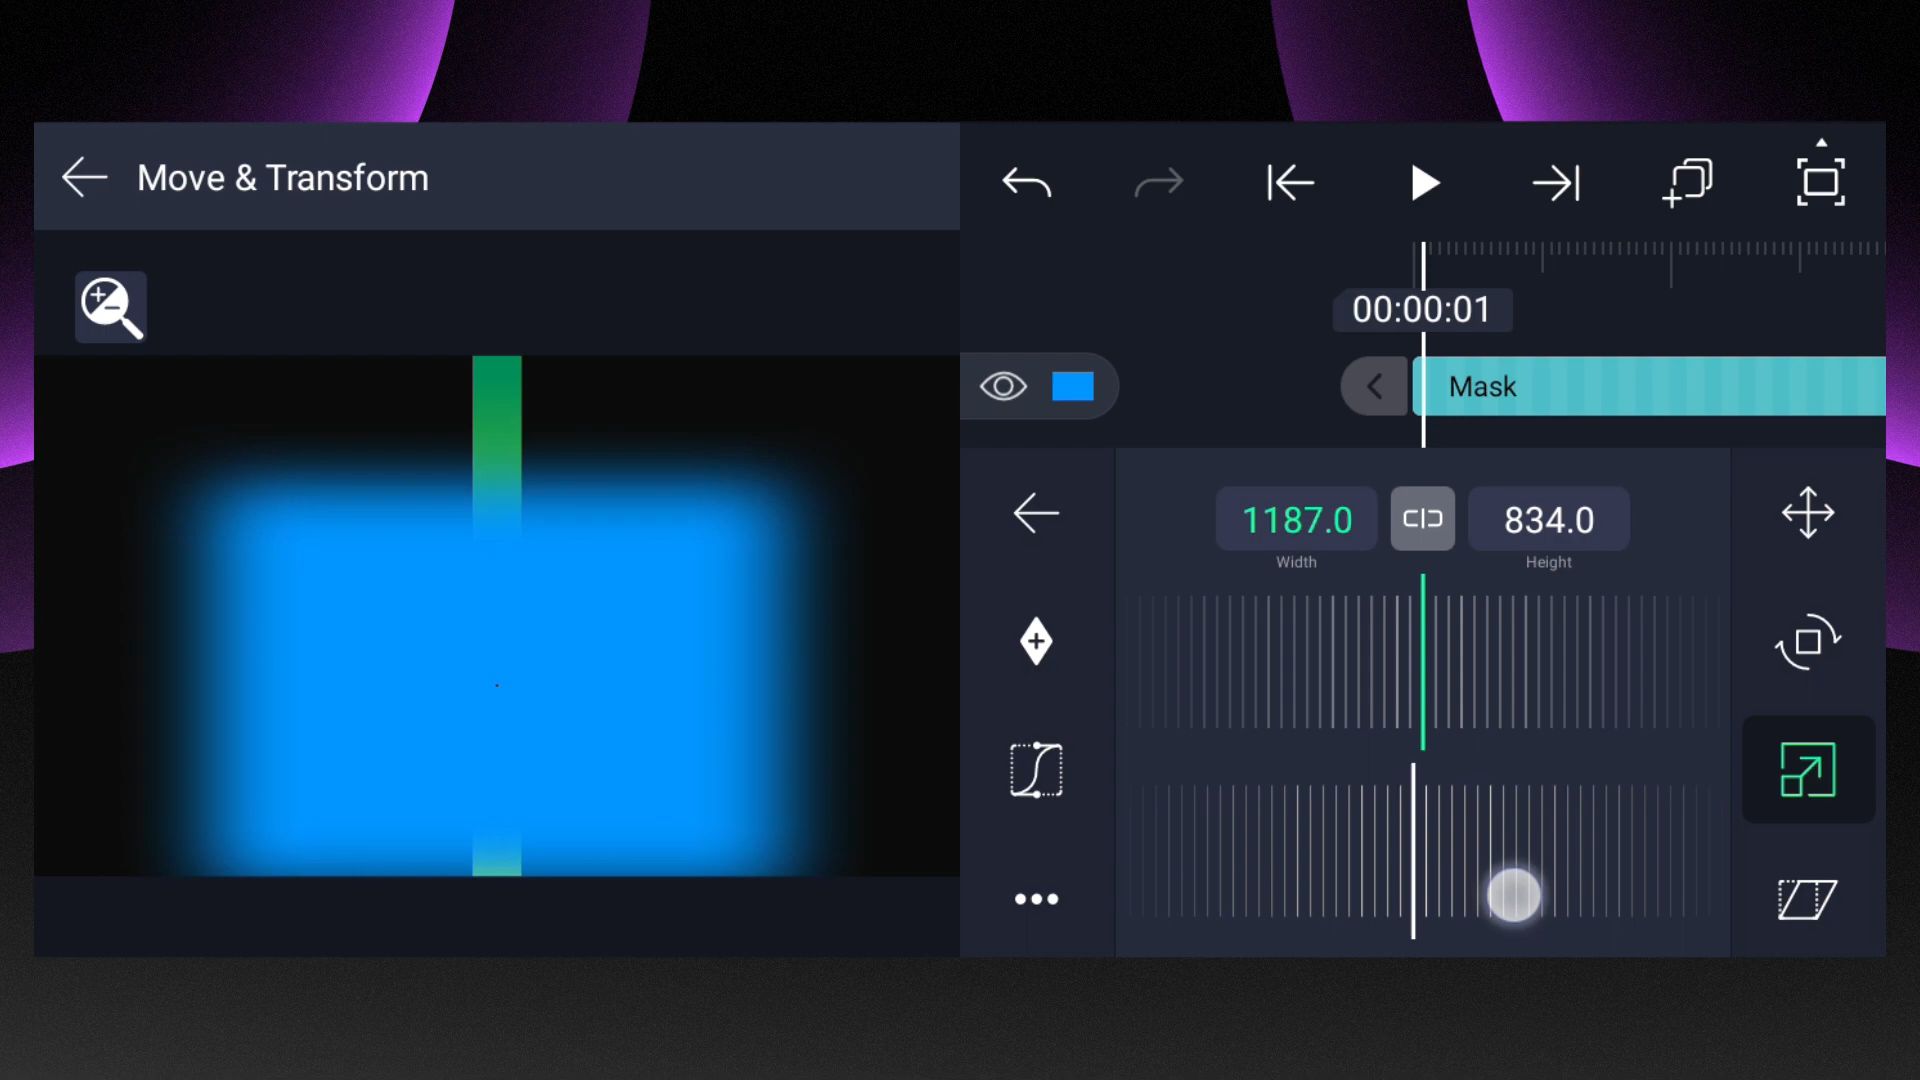 Move & Transform
00:00:01
Mask
1187.0
834.0
Width
Height